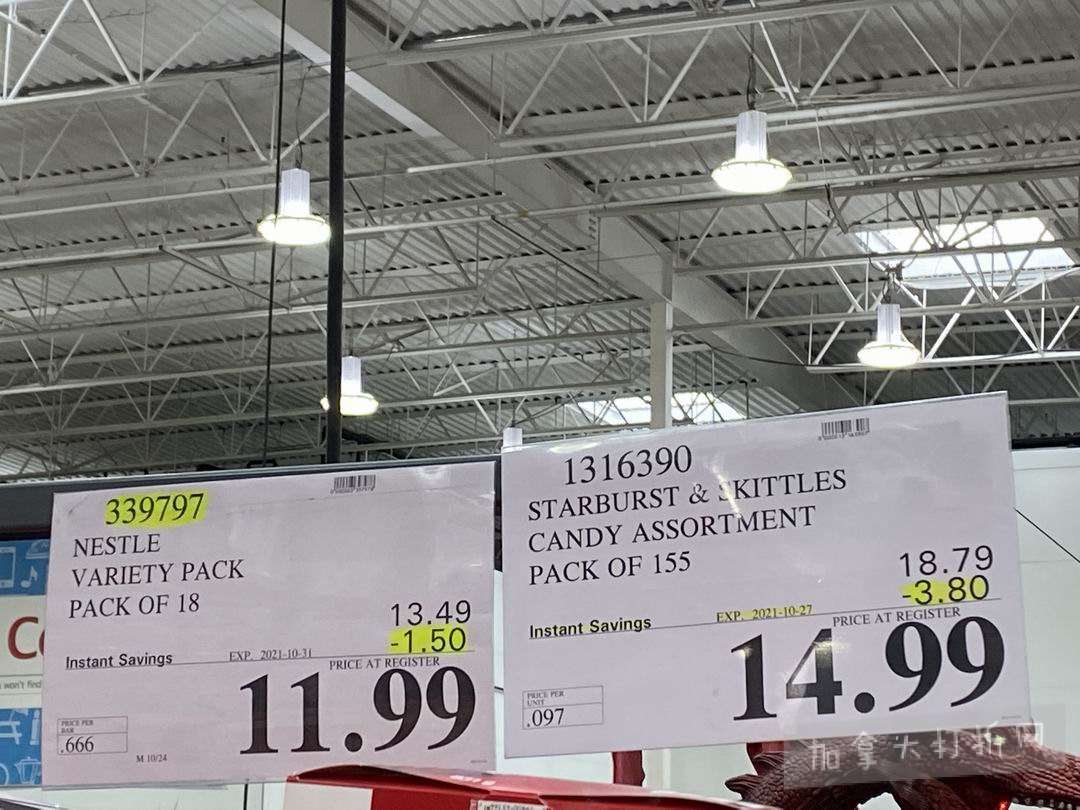 339797
NESTLE
VARIETY PACK
PACK OF 18
13.49
-1.50
Instant Savings
EXP. 2021-10-31
PRICE AT REGISTER
11.99
PRICE PER
BAR
.666
M 10/24
1316390
STARBURST & SKITTLES
CANDY ASSORTMENT
PACK OF 155
18.79
-3.80
Instant Savings
EXP. 2021-10-27
PRICE AT REGISTER
14.99
PRICE PER
UNIT
.097
Co
won't find
加拿大打折网